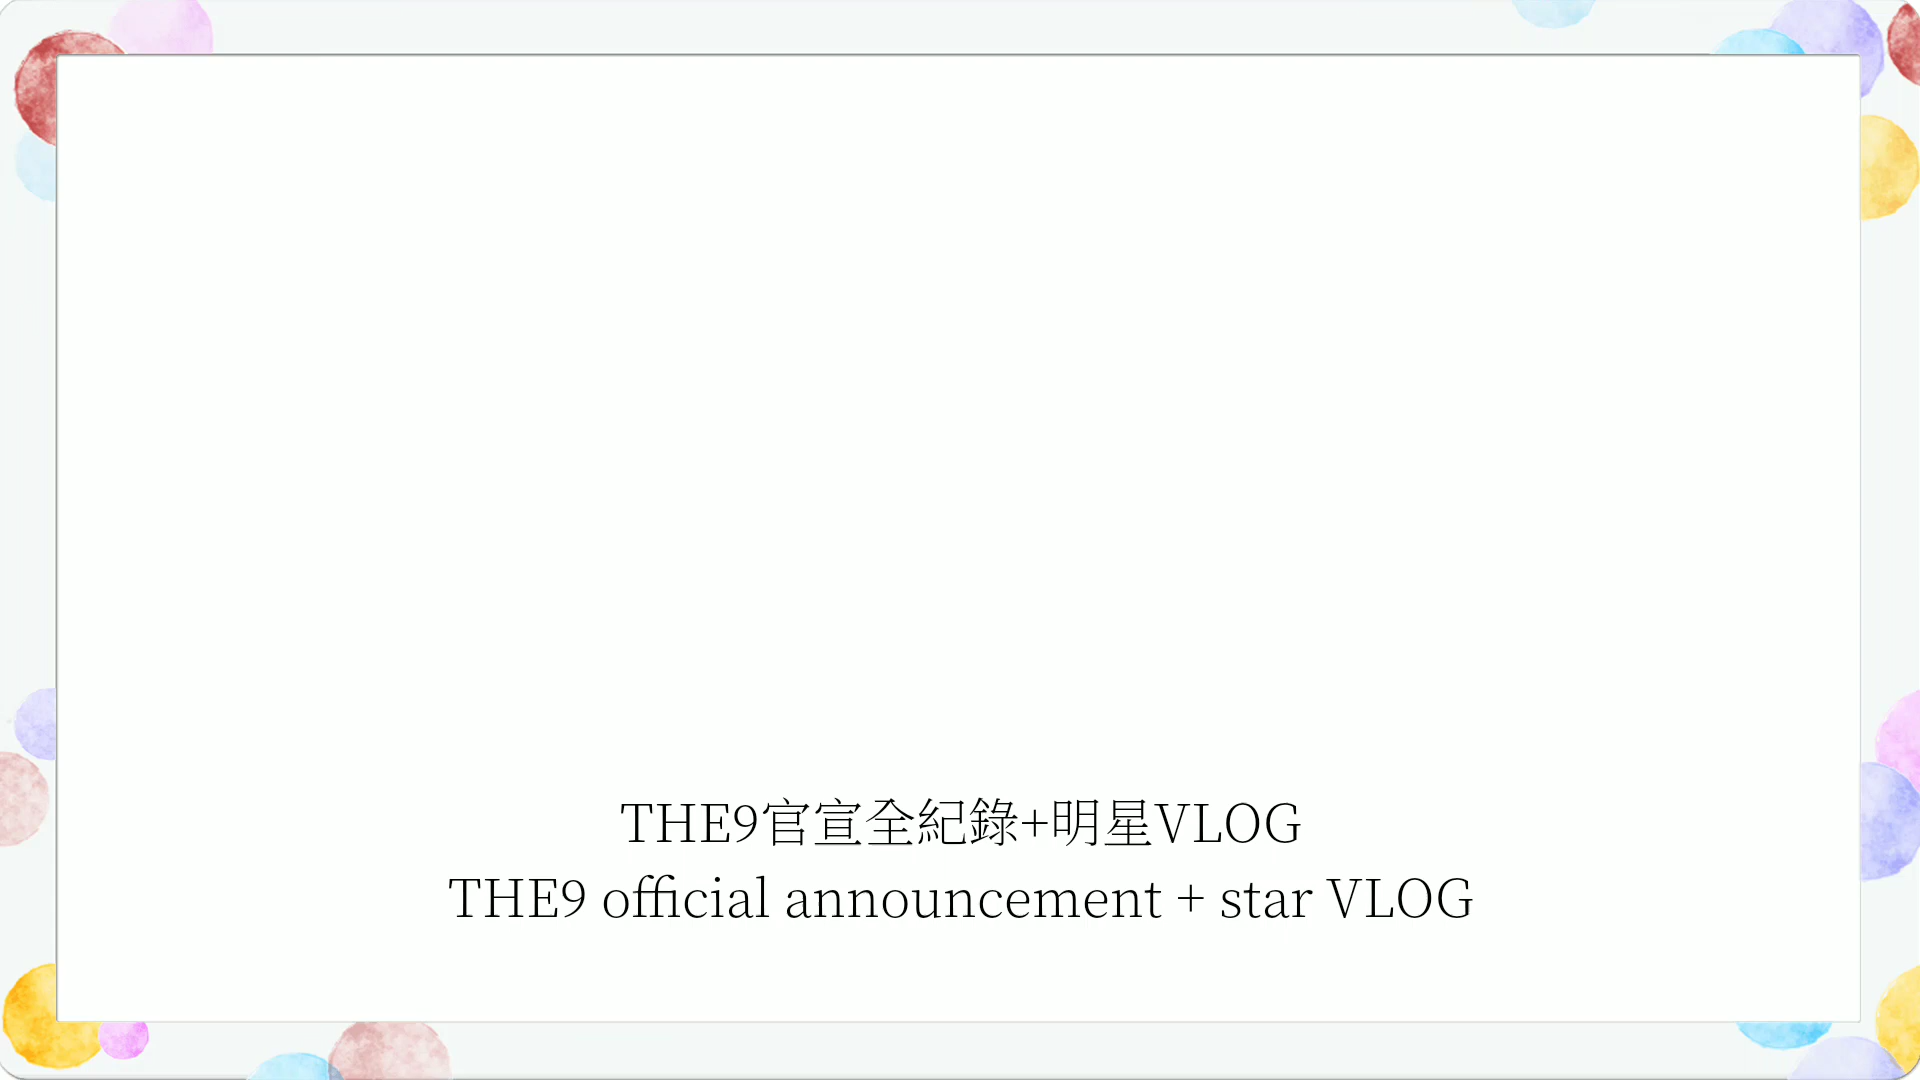 THE9官宣全紀錄+明星VLOG
THE9 official announcement + star VLOG